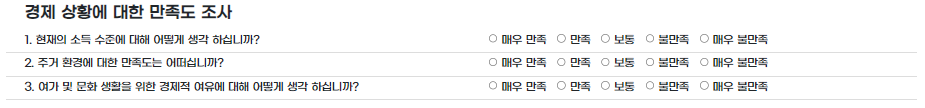 경제 상황에 대한 만족도 조사
1. 현재의 소득 수준에 대해 어떻게 생각 하십니까? 매우 만족 만족 보통 불만족 매우 불만족
2. 주거 환경에 대한 만족도는 어떠십니까? 매우 만족 만족 보통 불만족 매우 불만족
3. 여가 및 문화 생활을 위한 경제적 여유에 대해 어떻게 생각 하십니까? 매우 만족 만족 보통 불만족 매우 불만족